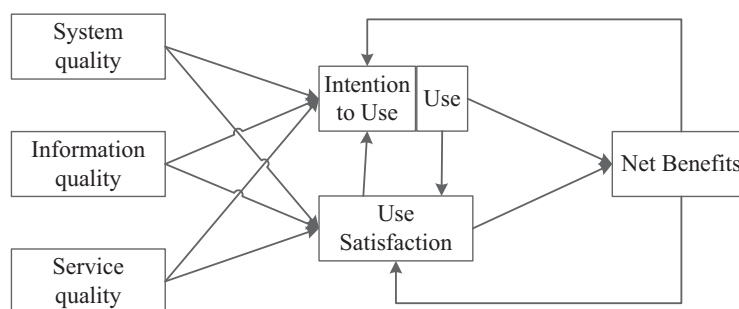 System
quality
Information
quality
Service
quality
Intention
to Use
Use
Use
Satisfaction
Net Benefits